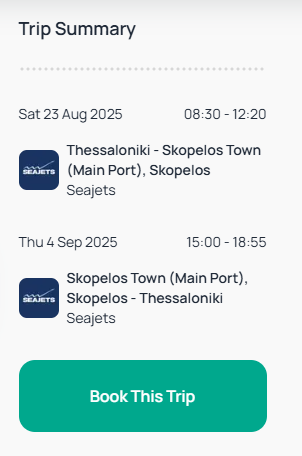 Trip Summary
Sat 23 Aug 2025 08:30 - 12:20
Thessaloniki - Skopelos Town
(Main Port), Skopelos
SEAJETS
Seajets
Thu 4 Sep 2025 15:00 - 18:55
Skopelos Town (Main Port),
Skopelos - Thessaloniki
SEAJETS
Seajets
Book This Trip